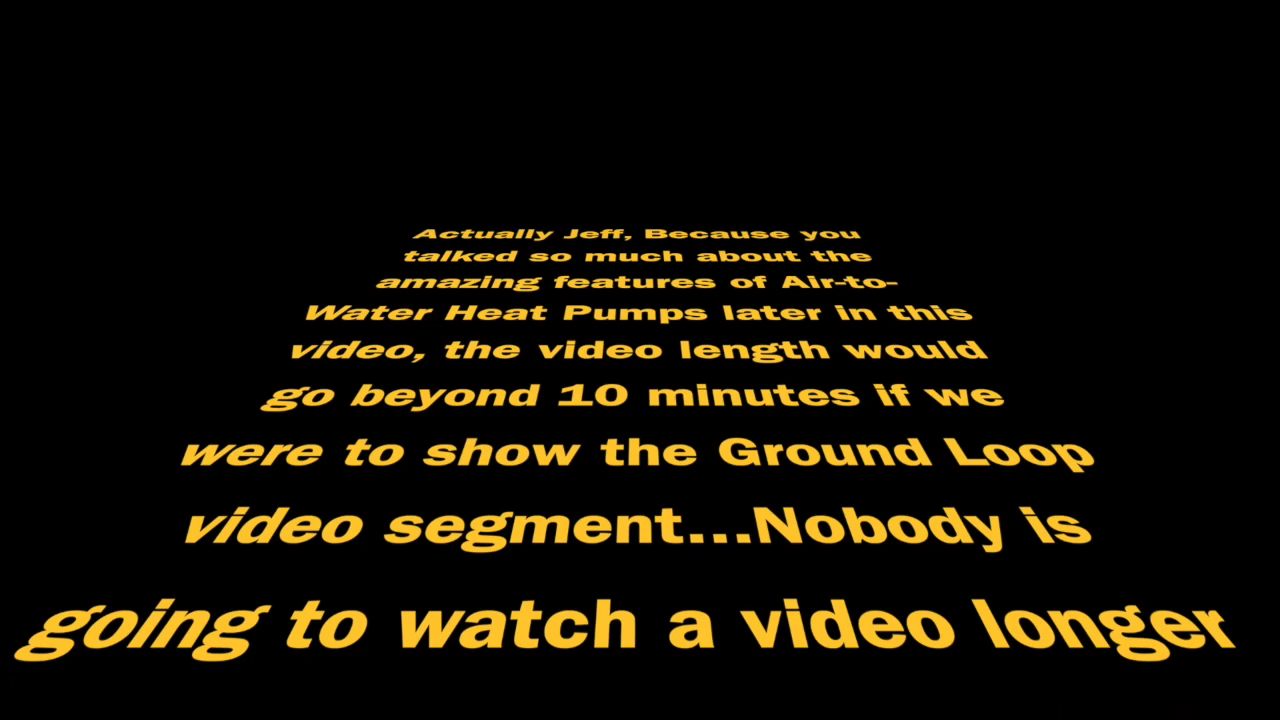 Actually Jeff, Because you
talked so much about the
amazing features of Air-to-
Water Heat Pumps later in this
video, the video length would
go beyond 10 minutes if we
were to show the Ground Loop
video segment...Nobody is
going to watch a video longer